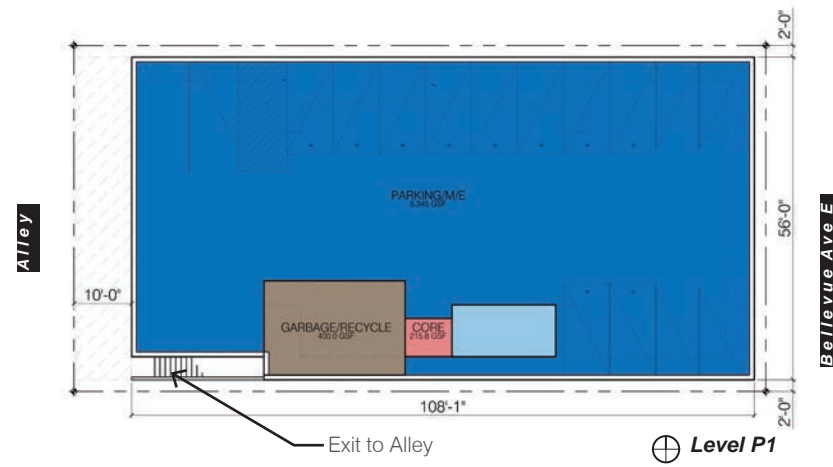 2'-0"
Alley
PARKING/M/E
5,345 GSF
56'-0"
Bellevue Ave E
10'-0"
GARBAGE/RECYCLE
400.0 GSF
CORE
215.8 GSF
108'-1"
2'-0"
Exit to Alley
Level P1